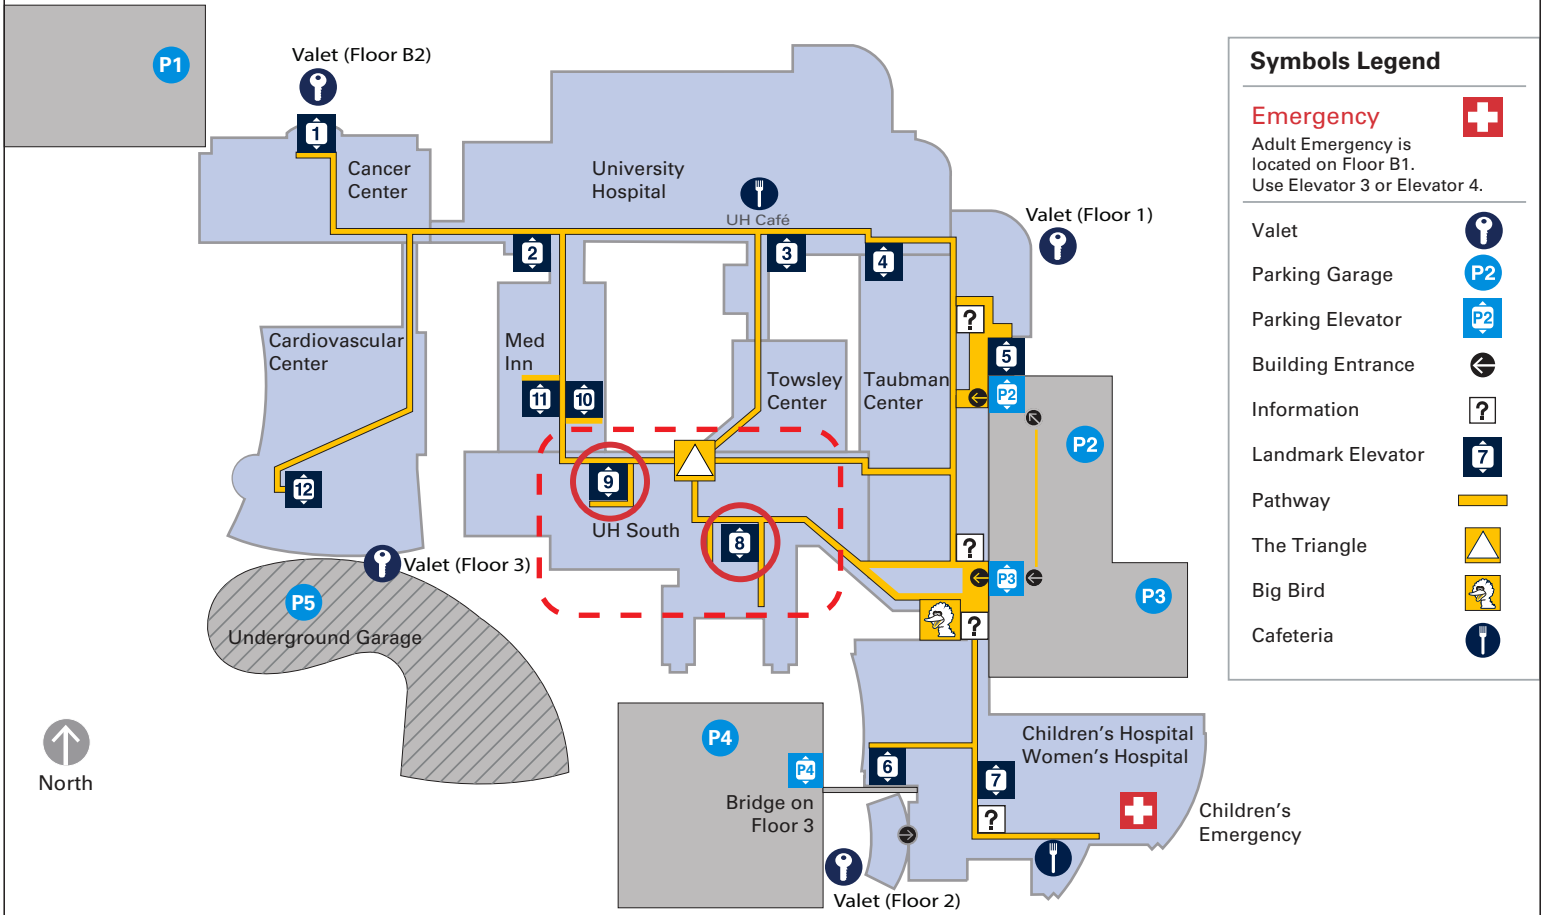 P1
Valet (Floor B2)
1
Cancer
Center
University
Hospital
UH Café
Valet (Floor 1)
2
3
4
?
5
P2
Cardiovascular
Center
Med
Inn
11
10
Towsley
Center
Taubman
Center
P2
12
9
UH South
8
?
P3
P3
?
Valet (Floor 3)
P5
Underground Garage
North
P4
P4
Bridge on
Floor 3
Valet (Floor 2)
6
7
?
Children's Hospital
Women's Hospital
Children's
Emergency
Symbols Legend
Emergency
Adult Emergency is
located on Floor B1.
Use Elevator 3 or Elevator 4.
Valet
Parking Garage
P2
Parking Elevator
P2
Building Entrance
Information
?
Landmark Elevator
7
Pathway
The Triangle
Big Bird
Cafeteria